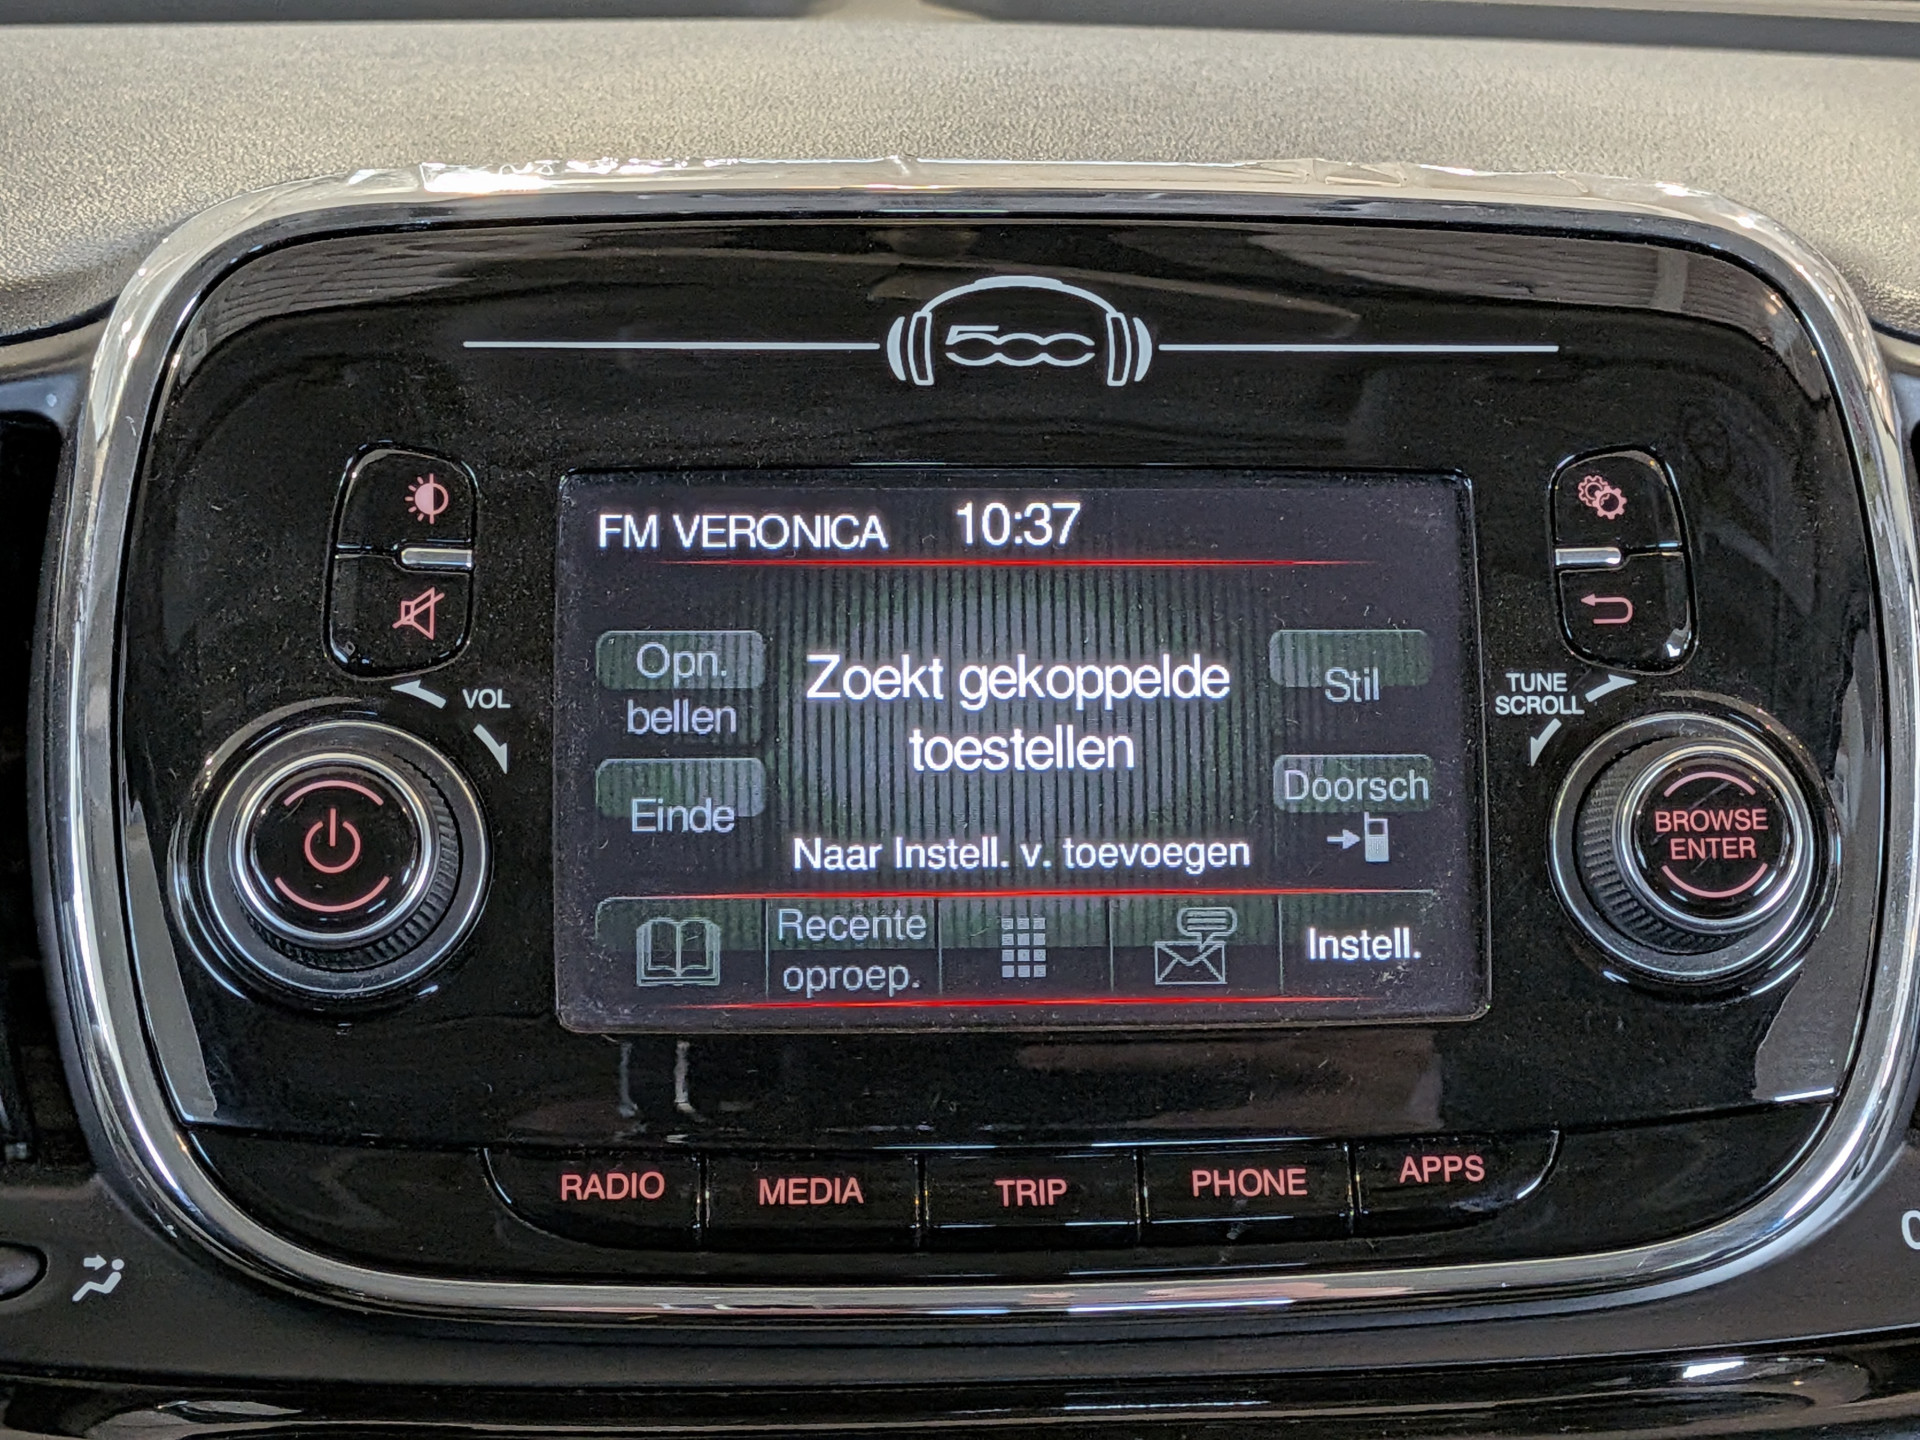 500
FM VERONICA 10:37
Opn.
bellen
Zoekt gekoppelde
toestellen
Stil
Einde
Doorsch
Naar Instell. v. toevoegen
Recente
oproep.
Instell.
VOL
TUNE
SCROLL
BROWSE
ENTER
RADIO
MEDIA
TRIP
PHONE
APPS